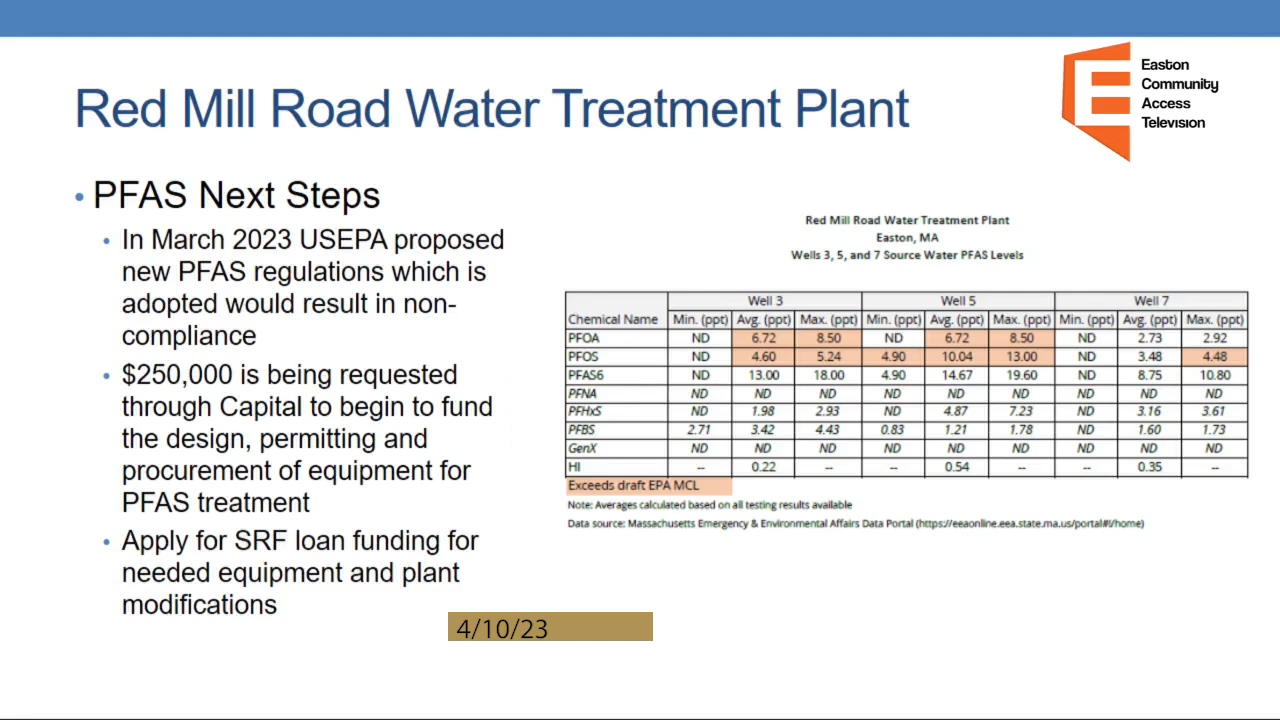 Easton
Community
Access
Television
Red Mill Road Water Treatment Plant
• PFAS Next Steps
• In March 2023 USEPA proposed
new PFAS regulations which is
adopted would result in non-
compliance
• $250,000 is being requested
through Capital to begin to fund
the design, permitting and
procurement of equipment for
PFAS treatment
• Apply for SRF loan funding for
needed equipment and plant
modifications
Red Mill Road Water Treatment Plant
Easton, MA
Wells 3, 5, and 7 Source Water PFAS Levels
Well 3 Well 5 Well 7
Chemical Name Min. (ppt) Avg. (ppt) Max. (ppt) Min. (ppt) Avg. (ppt) Max. (ppt) Min. (ppt) Avg. (ppt) Max. (ppt)
PFOA ND 6.72 8.50 ND 6.72 8.50 ND 2.73 2.92
PFOS ND 4.60 5.24 4.90 10.04 13.00 ND 3.48 4.48
PFAS6 ND 13.00 18.00 4.90 14.67 19.60 ND 8.75 10.80
PFNA ND ND ND ND ND ND ND ND ND
PFHxS ND 1.98 2.93 ND 4.87 7.23 ND 3.16 3.61
PFBS 2.71 3.42 4.43 0.83 1.21 1.78 ND 1.60 1.73
GenX ND ND ND ND ND ND ND ND ND
HI -- 0.22 -- -- 0.54 -- -- 0.35 --
Exceeds draft EPA MCL
Note: Averages calculated based on all testing results available
Data source: Massachusetts Emergency & Environmental Affairs Data Portal (https://eeaonline.eea.state.ma.us/portal#!/home)
4/10/23